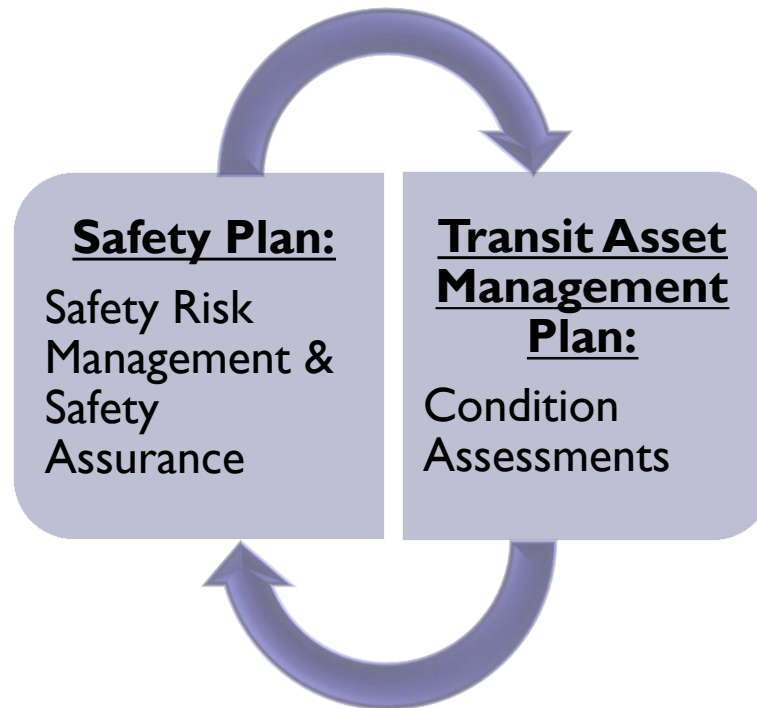 Safety Plan:
Safety Risk
Management &
Safety
Assurance
Transit Asset
Management
Plan:
Condition
Assessments